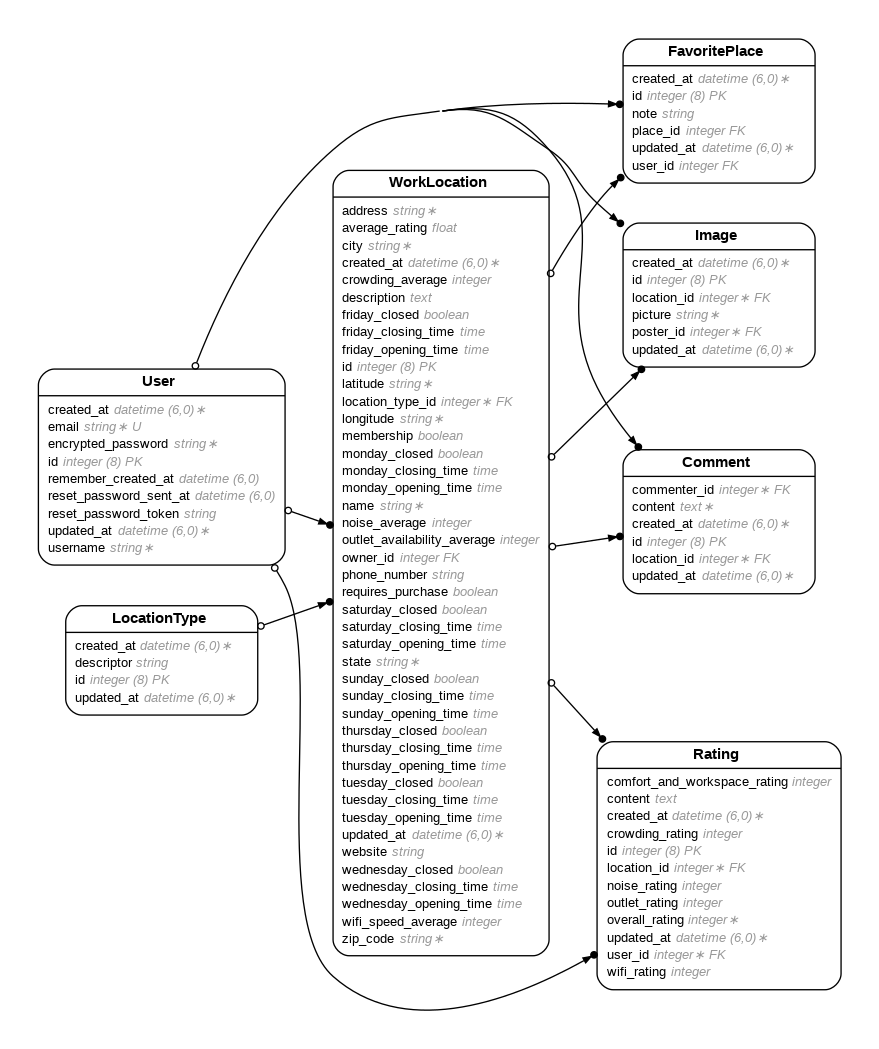 FavoritePlace
created_at datetime (6,0)∗
id integer (8) PK
note string
place_id integer FK
updated_at datetime (6,0)∗
user_id integer FK
WorkLocation
address string∗
average_rating float
city string∗
created_at datetime (6,0)∗
crowding_average integer
description text
friday_closed boolean
friday_closing_time time
friday_opening_time time
id integer (8) PK
latitude string∗
location_type_id integer∗ FK
longitude string∗
membership boolean
monday_closed boolean
monday_closing_time time
monday_opening_time time
name string∗
noise_average integer
outlet_availability_average integer
owner_id integer FK
phone_number string
requires_purchase boolean
saturday_closed boolean
saturday_closing_time time
saturday_opening_time time
state string∗
sunday_closed boolean
sunday_closing_time time
sunday_opening_time time
thursday_closed boolean
thursday_closing_time time
thursday_opening_time time
tuesday_closed boolean
tuesday_closing_time time
tuesday_opening_time time
updated_at datetime (6,0)∗
website string
wednesday_closed boolean
wednesday_closing_time time
wednesday_opening_time time
wifi_speed_average integer
zip_code string∗
Image
created_at datetime (6,0)∗
id integer (8) PK
location_id integer∗ FK
picture string∗
poster_id integer∗ FK
updated_at datetime (6,0)∗
User
created_at datetime (6,0)∗
email string∗ U
encrypted_password string∗
id integer (8) PK
remember_created_at datetime (6,0)
reset_password_sent_at datetime (6,0)
reset_password_token string
updated_at datetime (6,0)∗
username string∗
Comment
commenter_id integer∗ FK
content text∗
created_at datetime (6,0)∗
id integer (8) PK
location_id integer∗ FK
updated_at datetime (6,0)∗
LocationType
created_at datetime (6,0)∗
descriptor string
id integer (8) PK
updated_at datetime (6,0)∗
Rating
comfort_and_workspace_rating integer
content text
created_at datetime (6,0)∗
crowding_rating integer
id integer (8) PK
location_id integer∗ FK
noise_rating integer
outlet_rating integer
overall_rating integer∗
updated_at datetime (6,0)∗
user_id integer∗ FK
wifi_rating integer